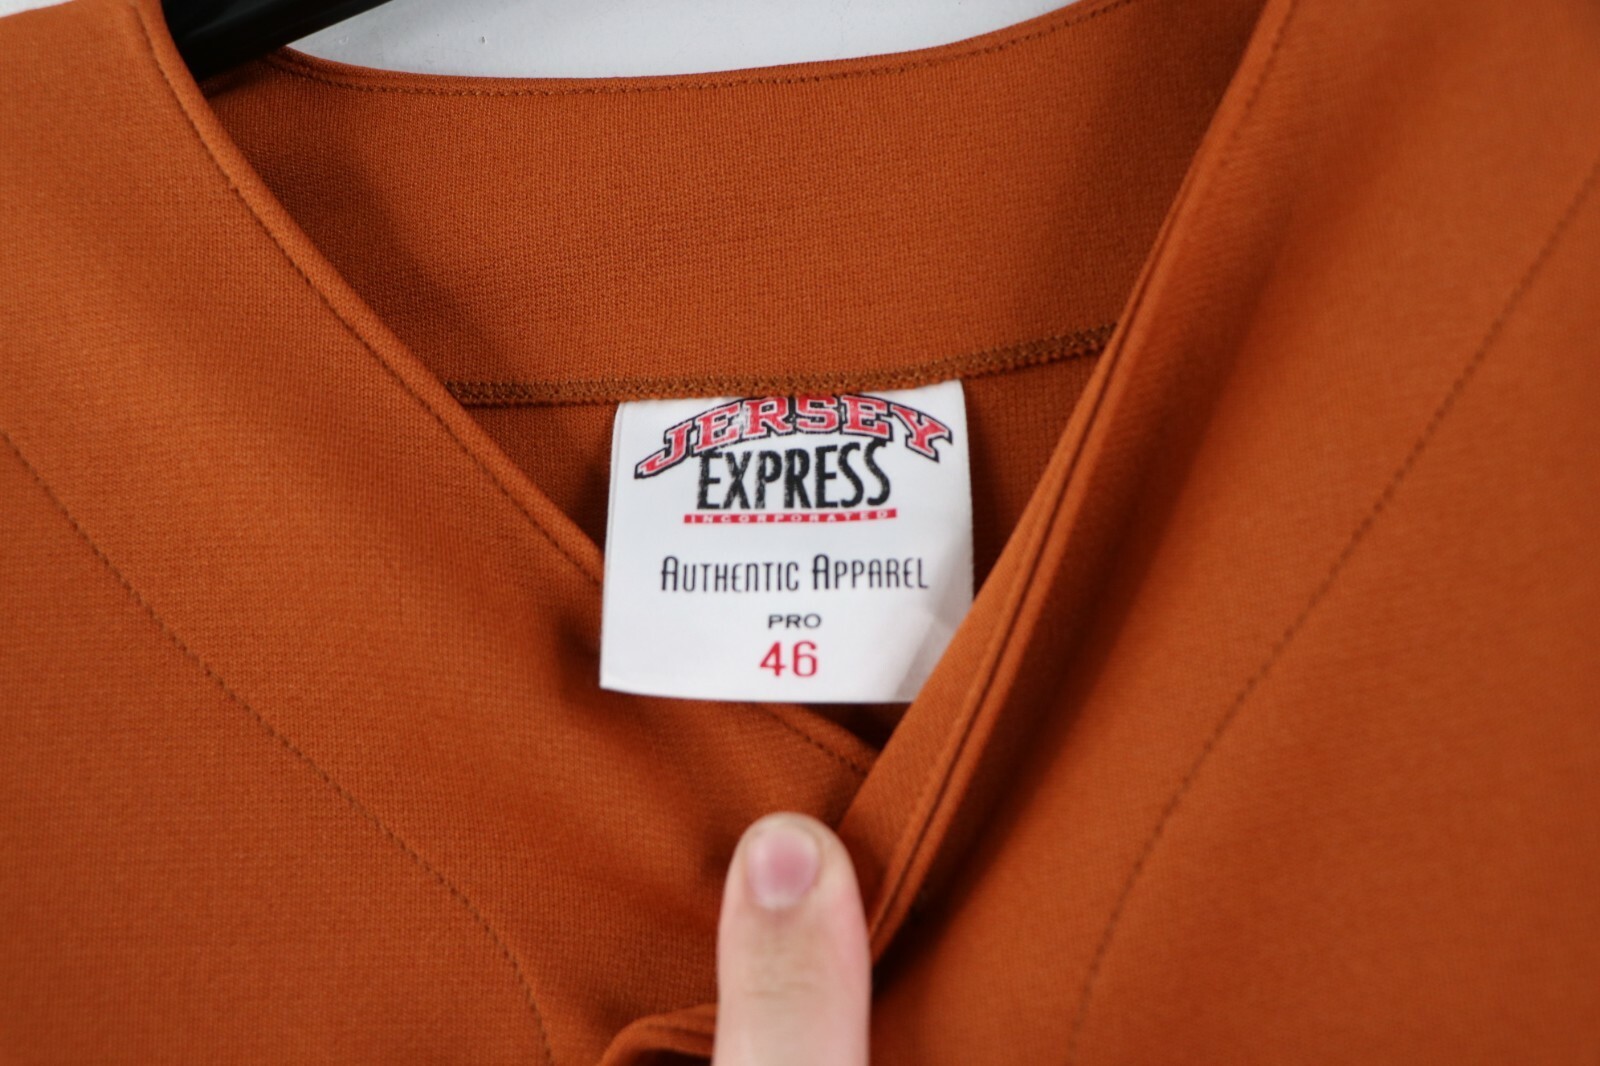 JERSEY
EXPRESS
INCORPORATED
AUTHENTIC APPAREL
PRO
46